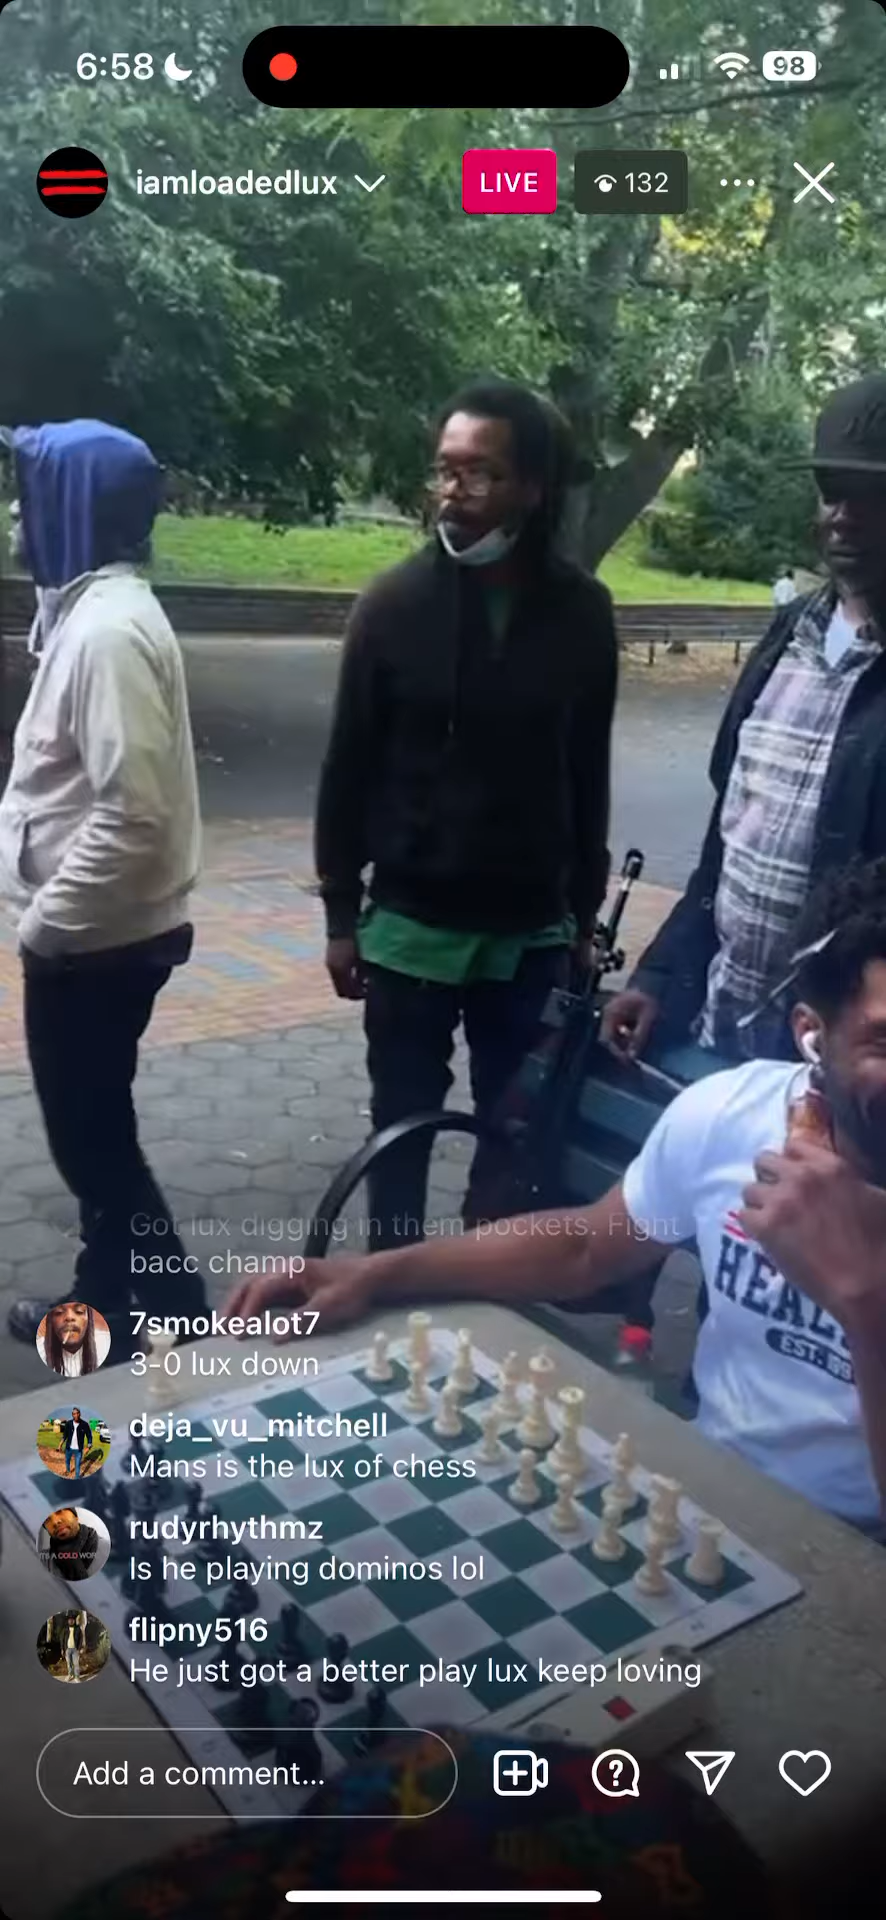 6:58
98
iamloadedlux
LIVE
132
Got lux digging in them pockets. Fight
bacc champ
7smokealot7
3-0 lux down
deja_vu_mitchell
Mans is the lux of chess
rudyrhythmz
Is he playing dominos lol
flipny516
He just got a better play lux keep loving
Add a comment...
EST.